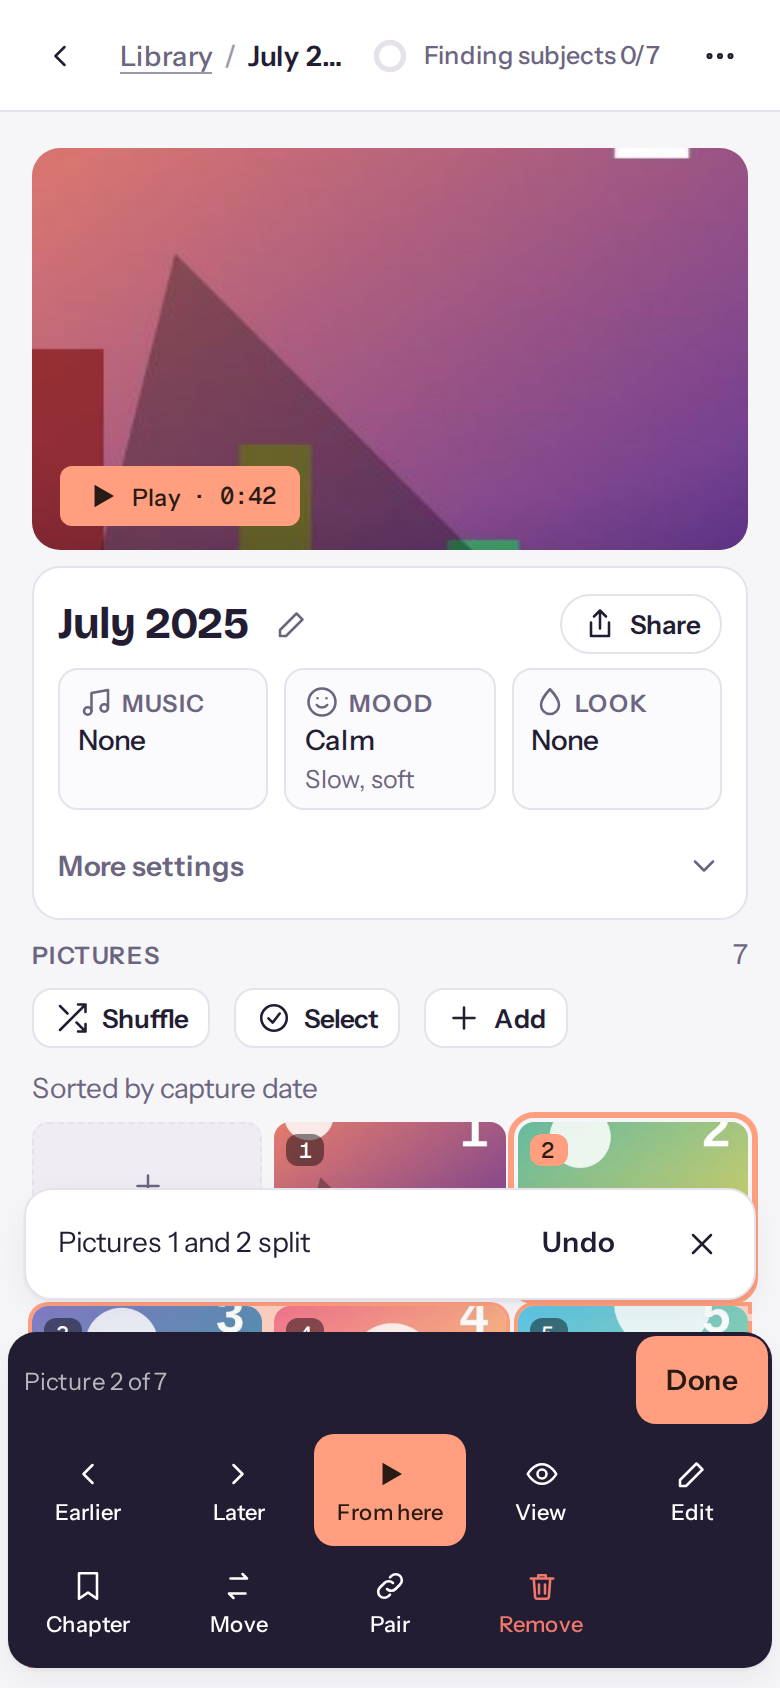 Library / July 2... Finding subjects 0/7
Play · 0:42
July 2025
Share
MUSIC
None
MOOD
Calm
Slow, soft
LOOK
None
More settings
PICTURES 7
Shuffle
Select
Add
Sorted by capture date
1 1
2 2
Pictures 1 and 2 split Undo
3 3
4 4
5 5
Picture 2 of 7 Done
Earlier
Later
From here
View
Edit
Chapter
Move
Pair
Remove